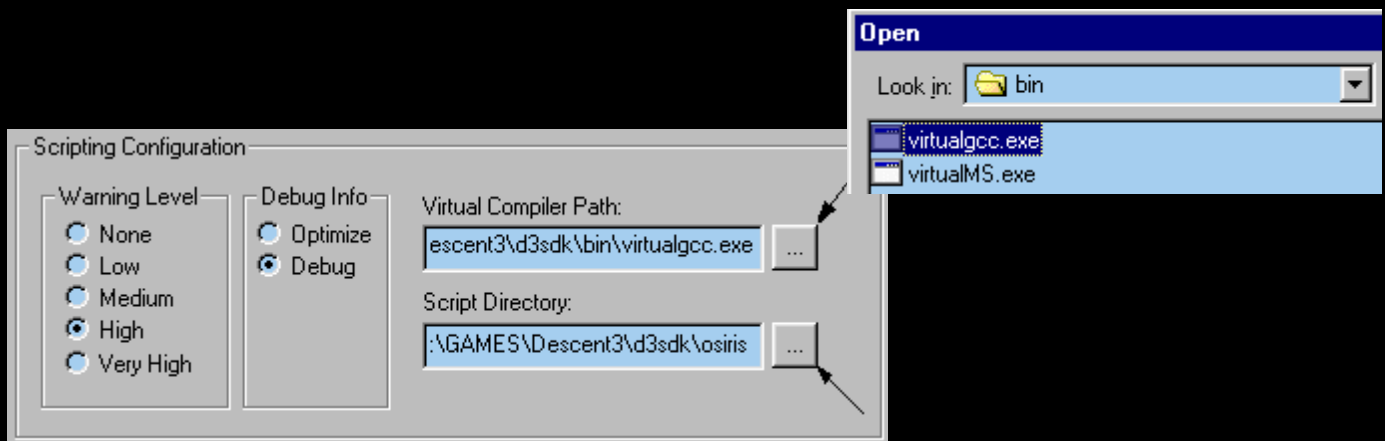 Open
Look in: bin
virtualgcc.exe
virtualMS.exe
Scripting Configuration
Warning Level
None
Low
Medium
High
Very High
Debug Info
Optimize
Debug
Virtual Compiler Path:
escent3\d3sdk\bin\virtualgcc.exe
...
Script Directory:
:\GAMES\Descent3\d3sdk\osiris
...